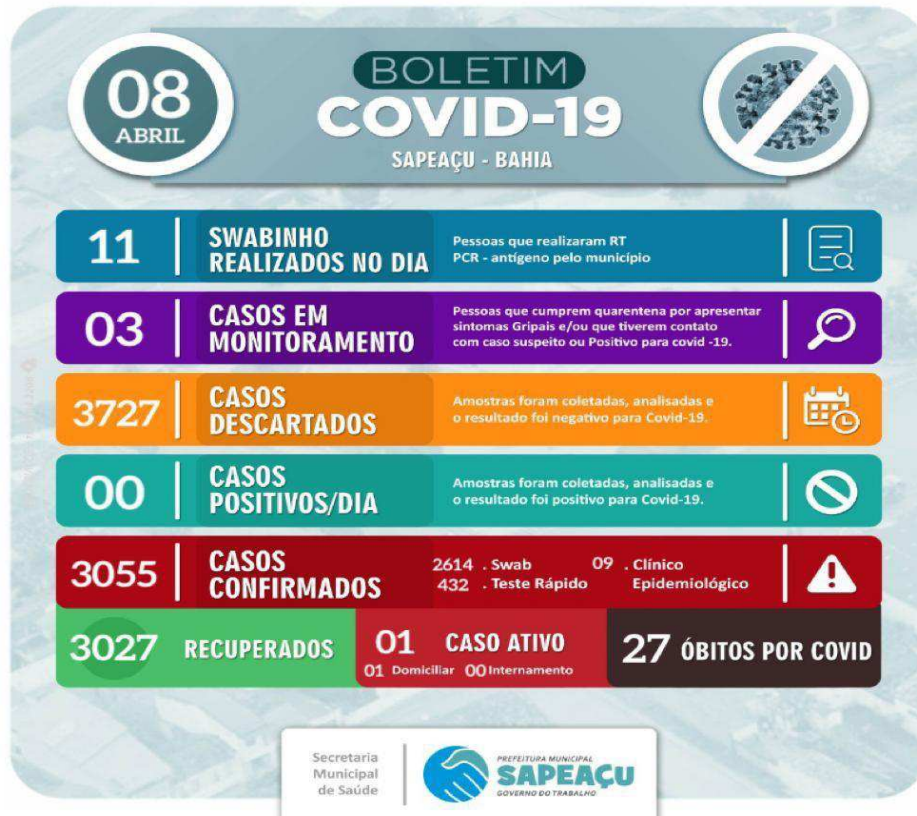 08
ABRIL
BOLETIM
COVID-19
SAPEAÇU - BAHIA
11
SWABINHO
REALIZADOS NO DIA
Pessoas que realizaram RT
PCR - antígeno pelo município
03
CASOS EM
MONITORAMENTO
Pessoas que cumprem quarentena por apresentar
sintomas Gripais e/ou que tiverem contato
com caso suspeito ou Positivo para covid -19.
3727
CASOS
DESCARTADOS
Amostras foram coletadas, analisadas e
o resultado foi negativo para Covid-19.
00
CASOS
POSITIVOS/DIA
Amostras foram coletadas, analisadas e
o resultado foi positivo para Covid-19.
3055
CASOS
CONFIRMADOS
2614 . Swab
432 . Teste Rápido
09 . Clínico
Epidemiológico
3027 RECUPERADOS
01 CASO ATIVO
01 Domiciliar 00 Internamento
27 ÓBITOS POR COVID
Secretaria
Municipal
de Saúde
PREFEITURA MUNICIPAL
SAPEAÇU
GOVERNO DO TRABALHO